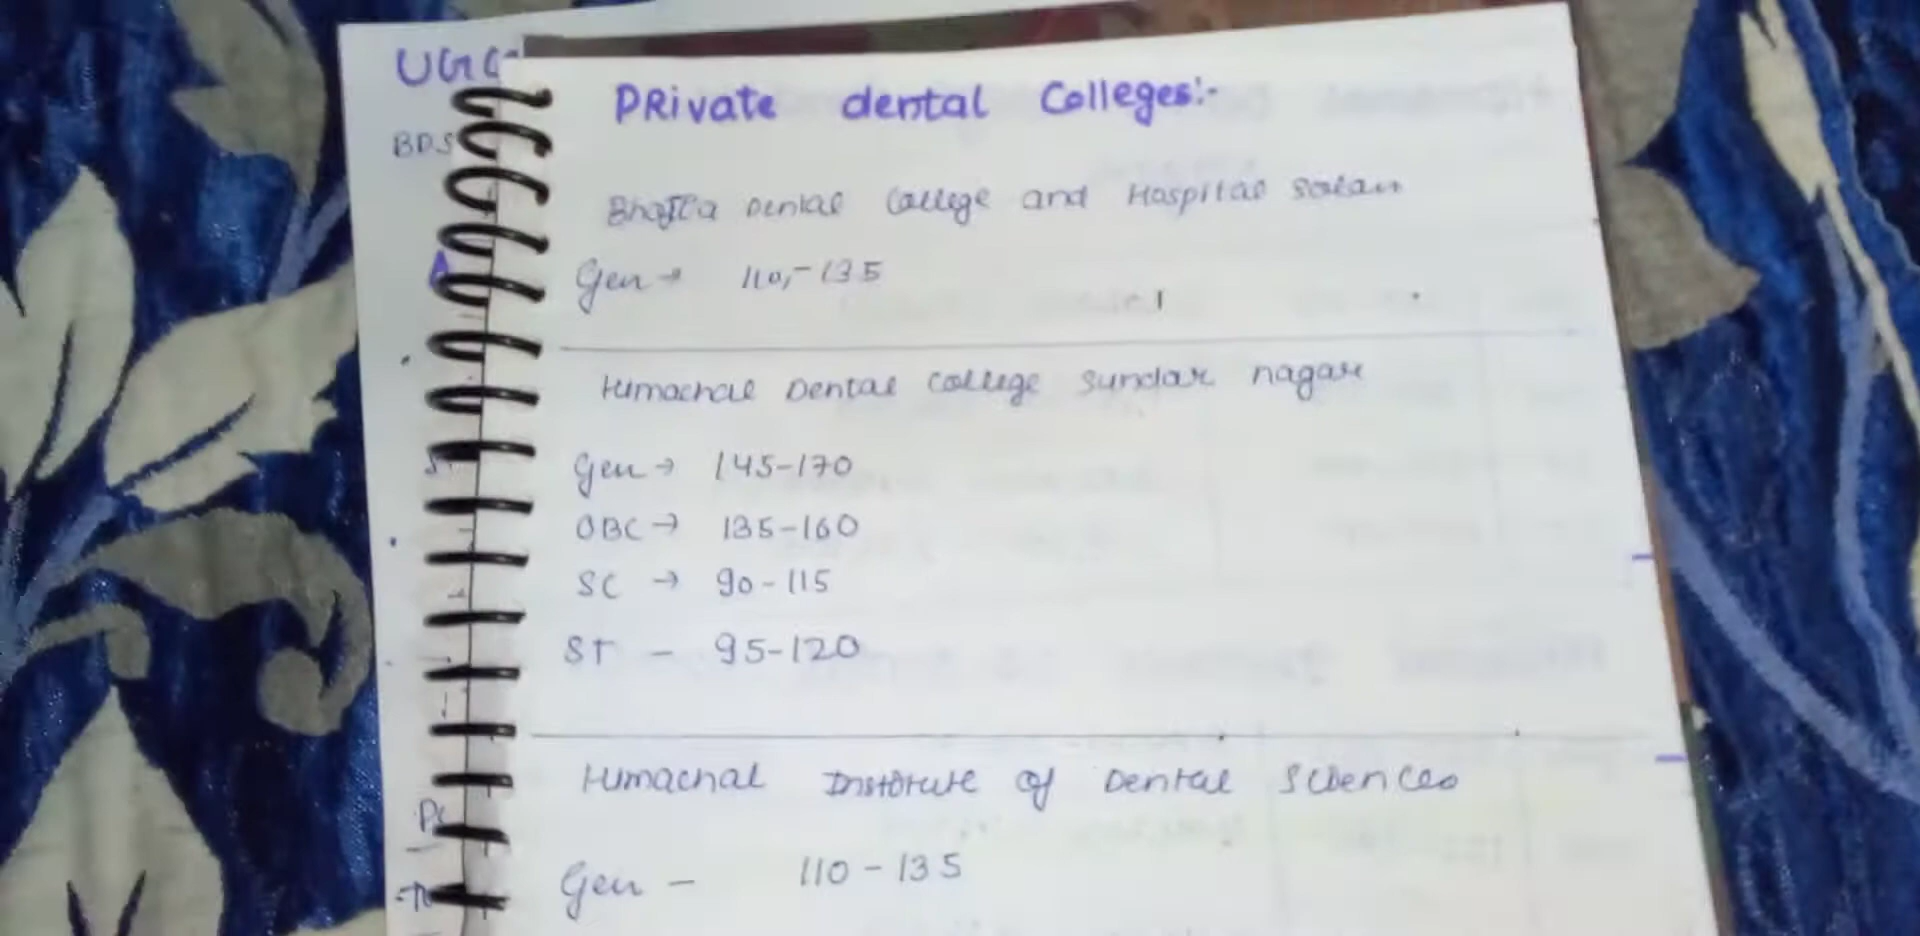 UGC-
BDS
Private dental Colleges:-
Bhojia Dental College and Hospital Solan
Gen → 110,-135
Himachal Dental College Sundar nagar
Gen → 145-170
OBC → 135-160
SC → 90-115
ST - 95-120
Himachal Institute of Dental Sciences
Gen - 110-135